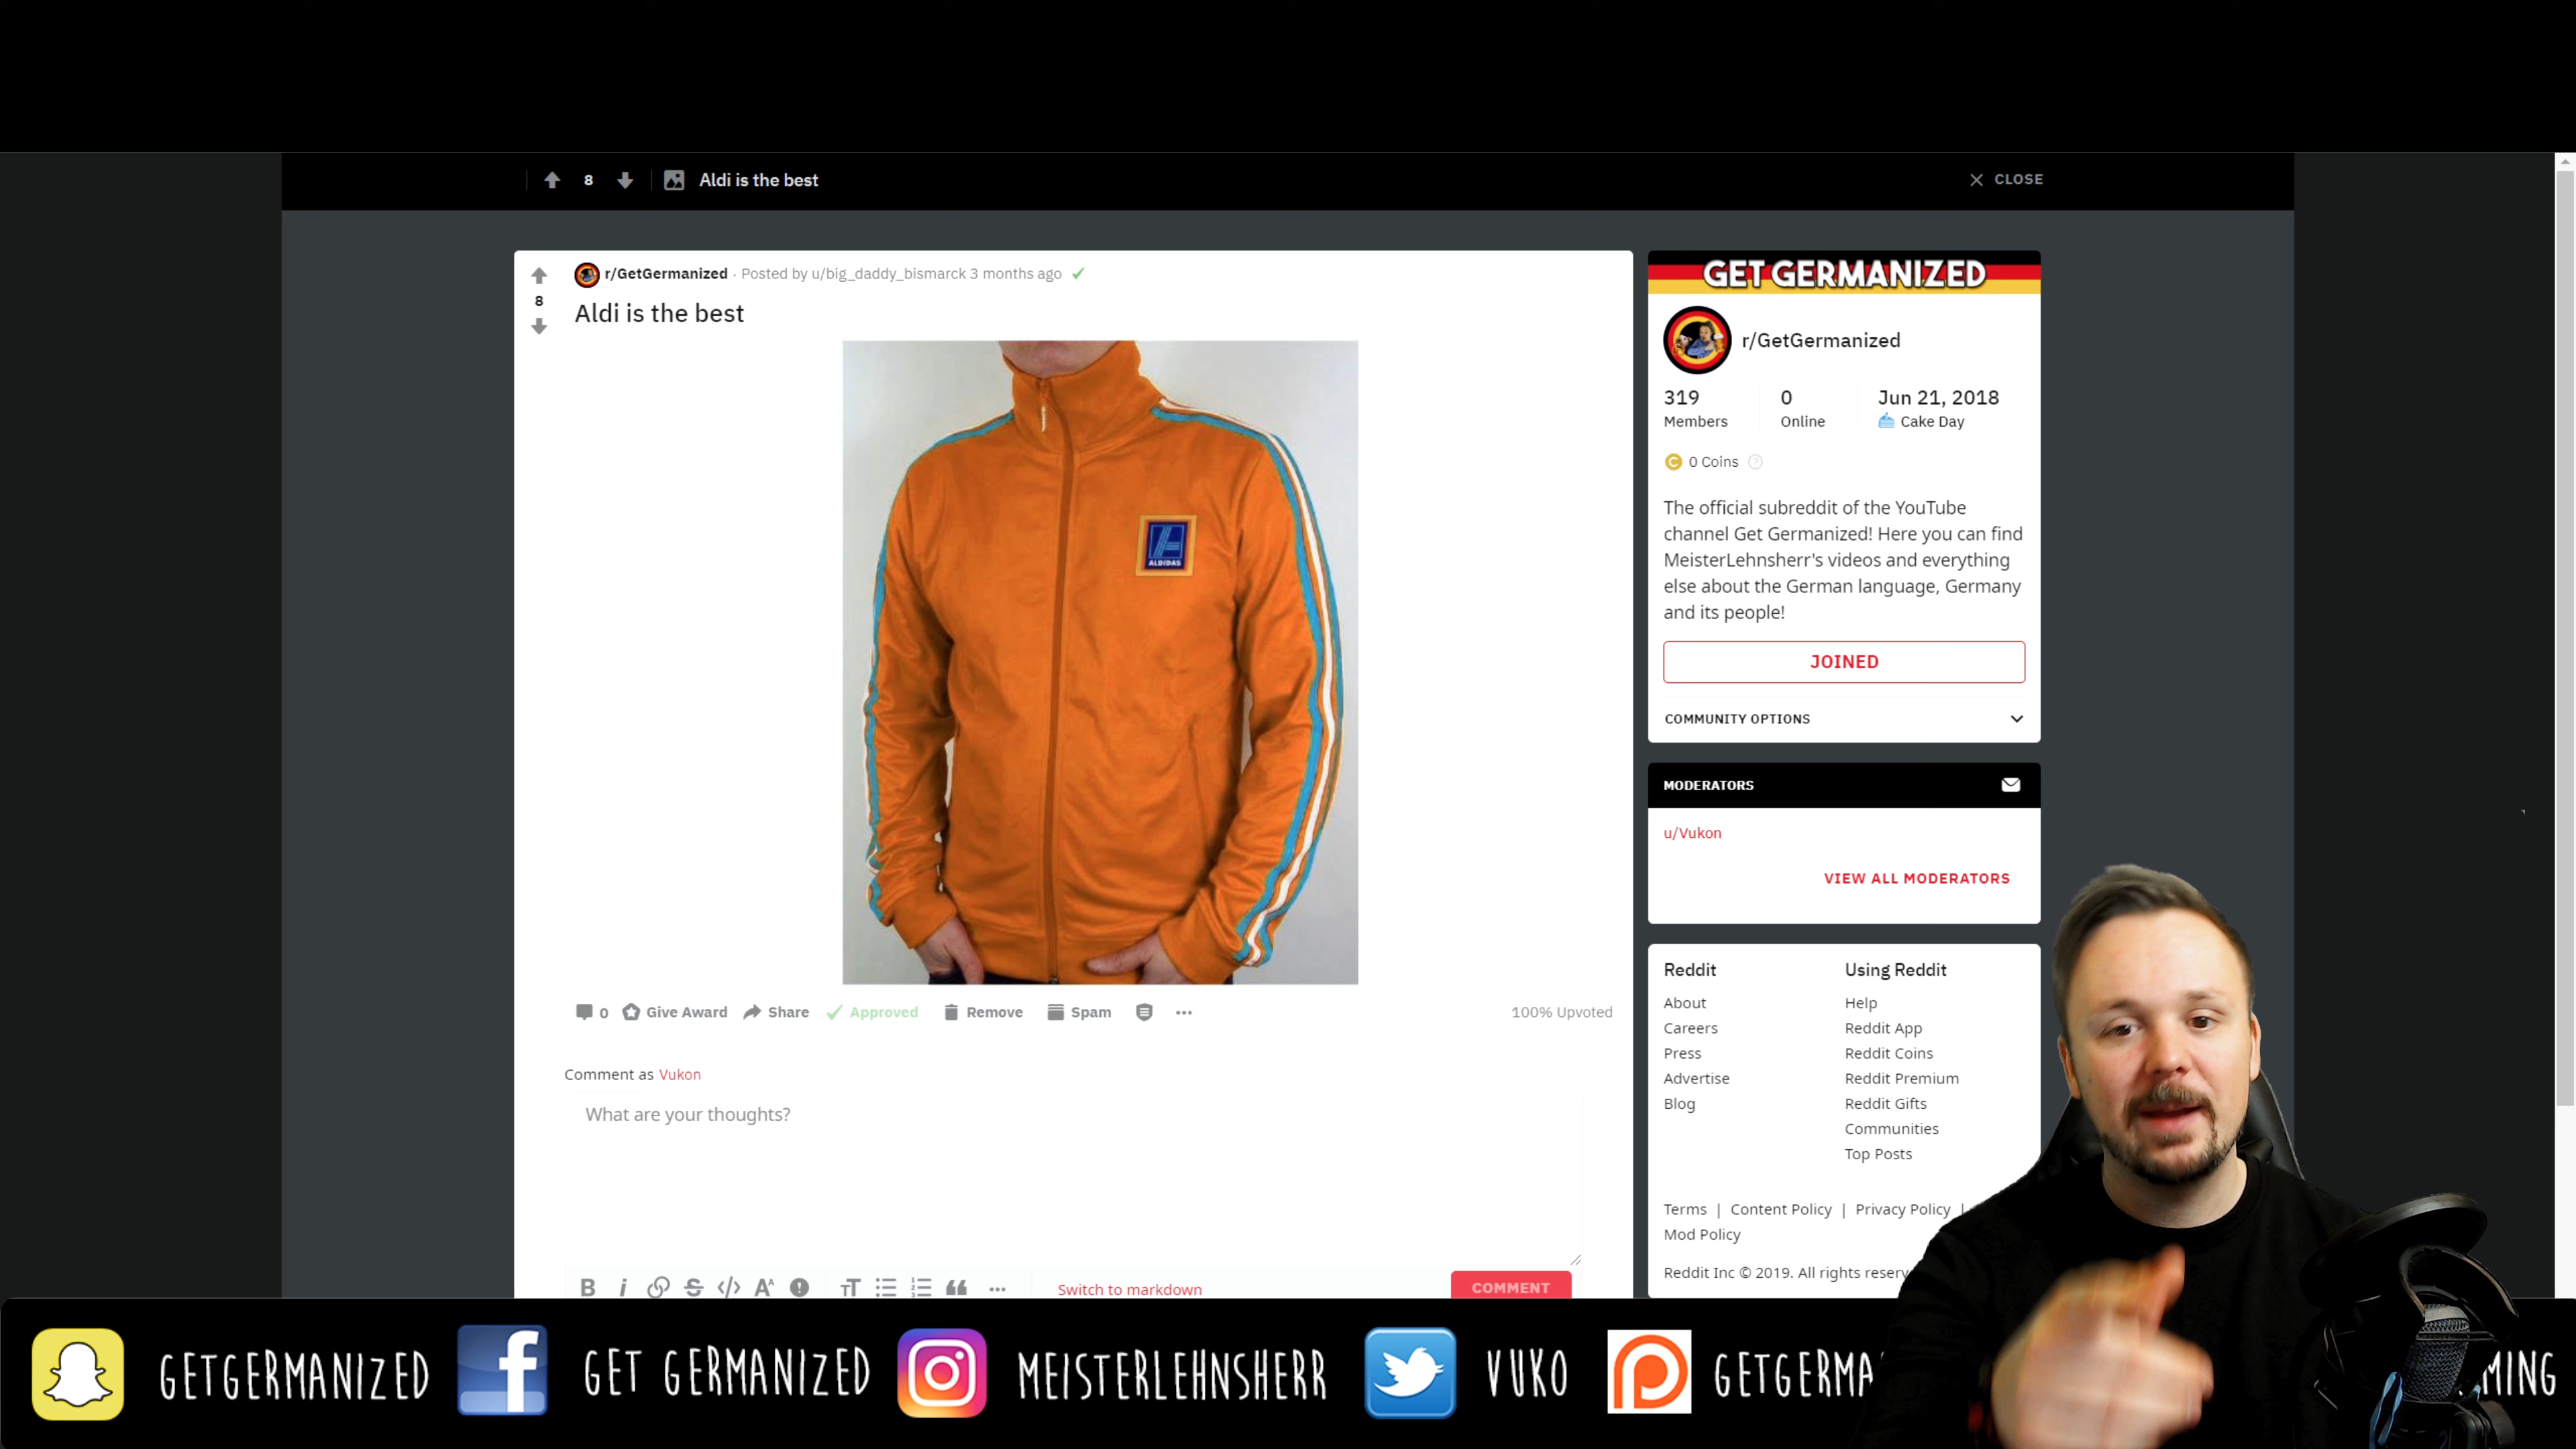 8 Aldi is the best
CLOSE
r/GetGermanized · Posted by u/big_daddy_bismarck 3 months ago
8
Aldi is the best
ALDIDAS
0 Give Award Share Approved Remove Spam ...
100% Upvoted
Comment as Vukon
What are your thoughts?
B i S </> A TT ...
Switch to markdown
COMMENT
GET GERMANIZED
r/GetGermanized
319 0 Jun 21, 2018
Members Online Cake Day
C 0 Coins ?
The official subreddit of the YouTube
channel Get Germanized! Here you can find
MeisterLehnsherr's videos and everything
else about the German language, Germany
and its people!
JOINED
COMMUNITY OPTIONS
MODERATORS
u/Vukon
VIEW ALL MODERATORS
Reddit Using Reddit
About Help
Careers Reddit App
Press Reddit Coins
Advertise Reddit Premium
Blog Reddit Gifts
Communities
Top Posts
Terms | Content Policy | Privacy Policy |
Mod Policy
Reddit Inc © 2019. All rights reserv
GETGERMANIZED GET GERMANIZED MEISTERLEHNSHERR VUKO GETGERMA MING